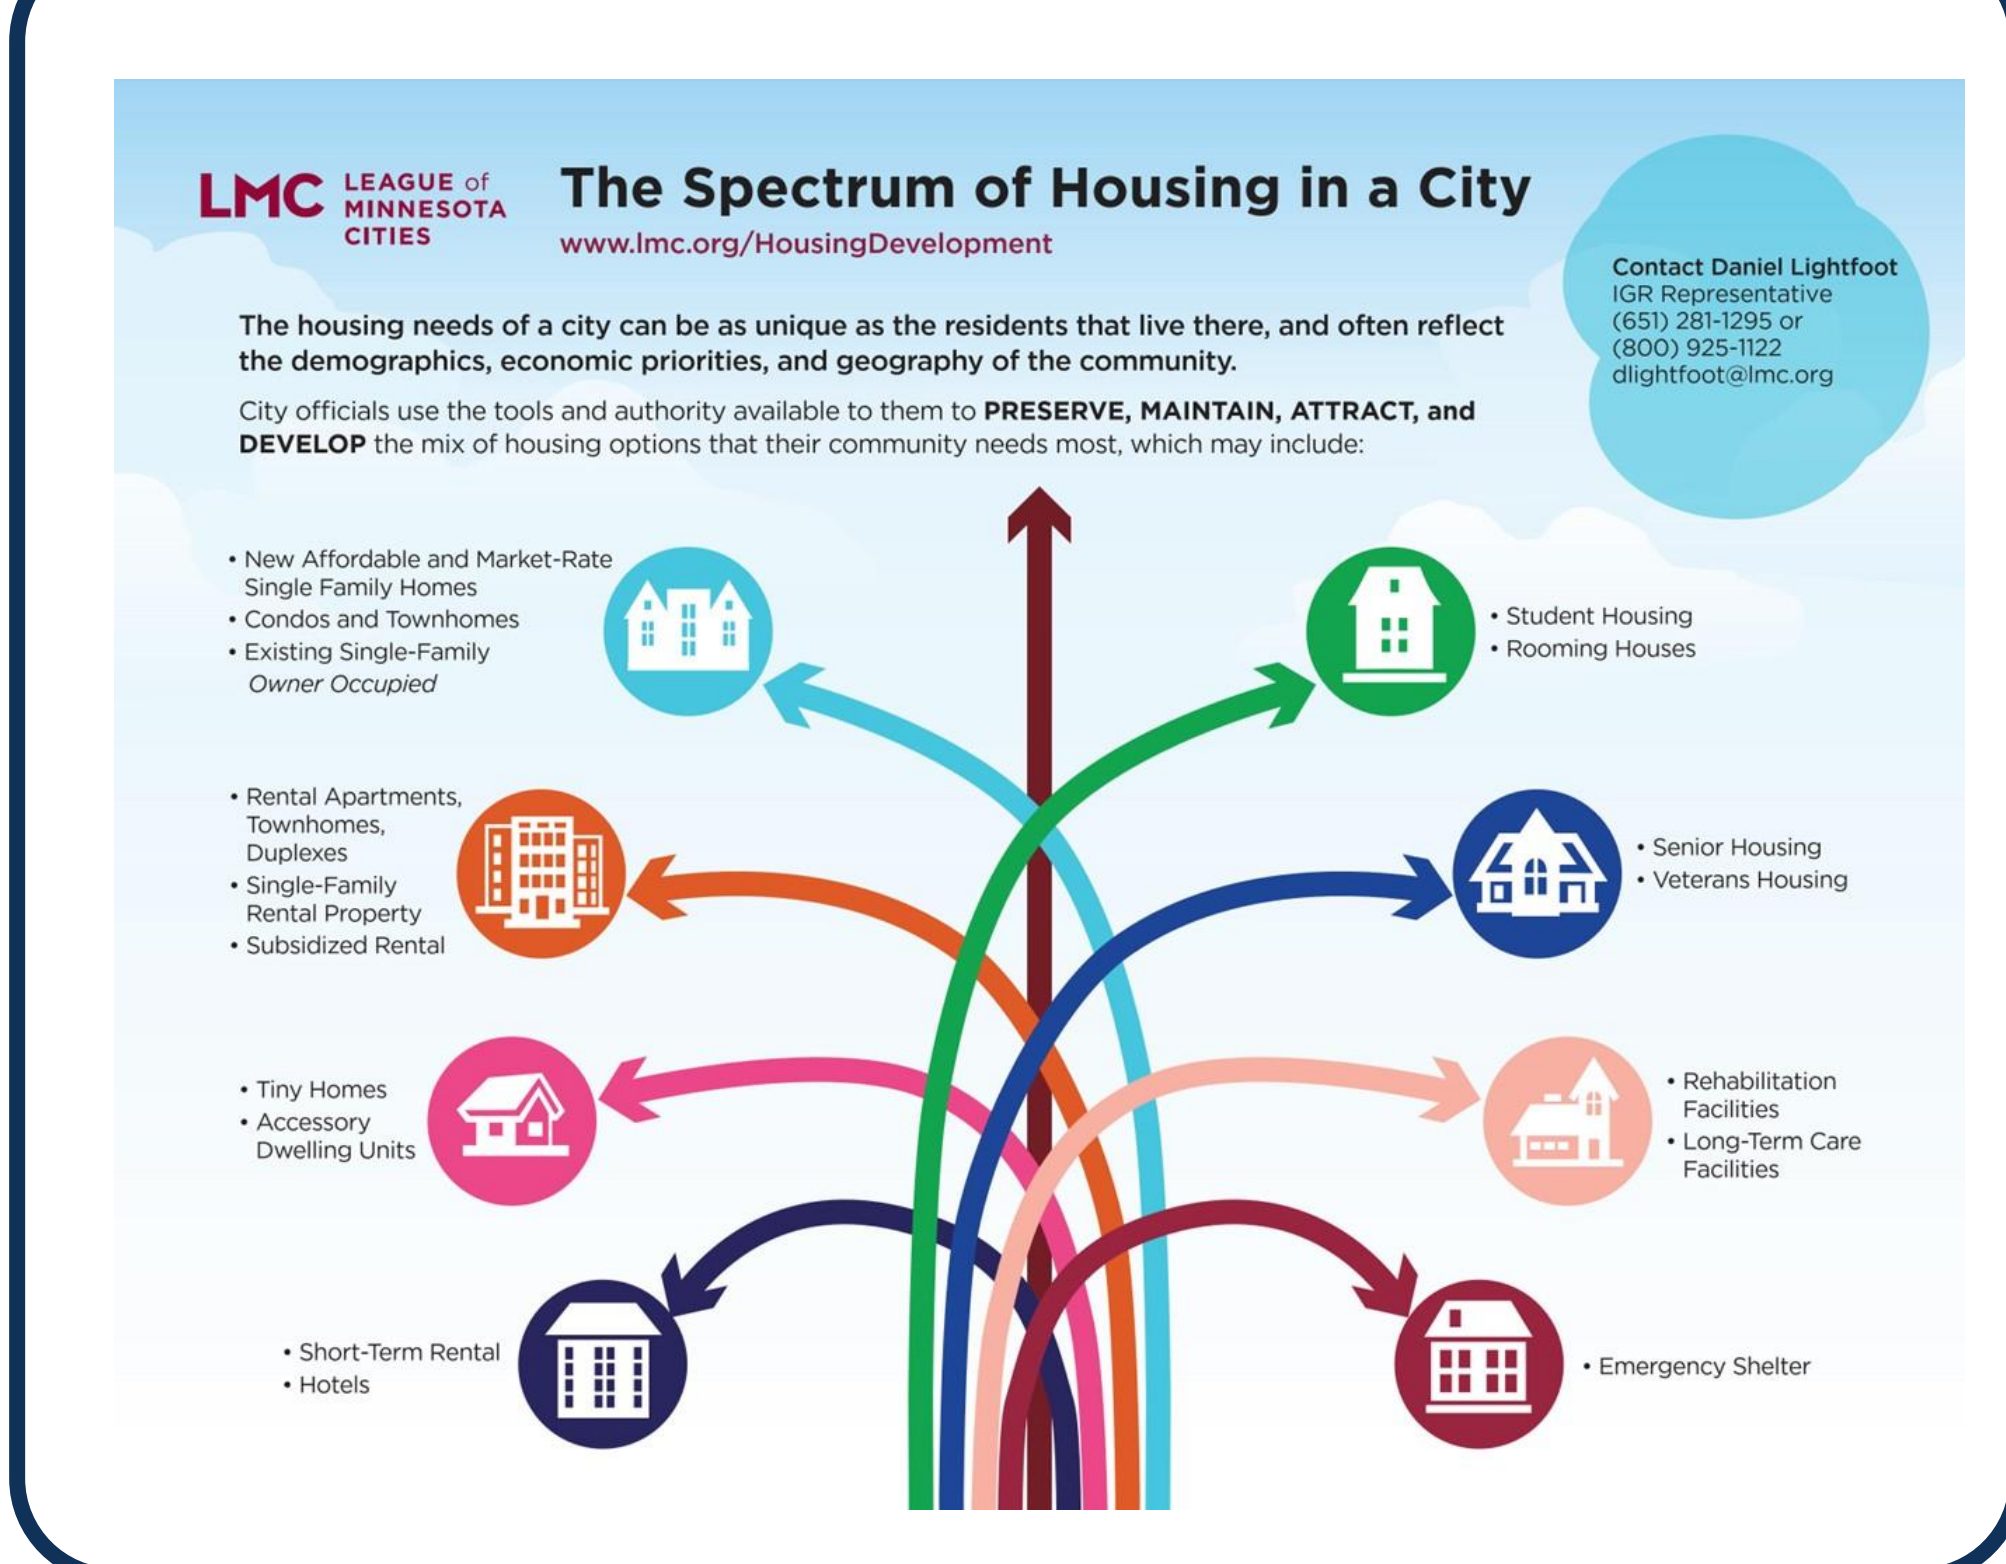 LMC LEAGUE of
MINNESOTA
CITIES
The Spectrum of Housing in a City
www.lmc.org/HousingDevelopment
Contact Daniel Lightfoot
IGR Representative
(651) 281-1295 or
(800) 925-1122
dlightfoot@lmc.org
The housing needs of a city can be as unique as the residents that live there, and often reflect
the demographics, economic priorities, and geography of the community.
City officials use the tools and authority available to them to PRESERVE, MAINTAIN, ATTRACT, and
DEVELOP the mix of housing options that their community needs most, which may include:
• New Affordable and Market-Rate
Single Family Homes
• Condos and Townhomes
• Existing Single-Family
Owner Occupied
• Student Housing
• Rooming Houses
• Rental Apartments,
Townhomes,
Duplexes
• Single-Family
Rental Property
• Subsidized Rental
• Senior Housing
• Veterans Housing
• Tiny Homes
• Accessory
Dwelling Units
• Rehabilitation
Facilities
• Long-Term Care
Facilities
• Short-Term Rental
• Hotels
• Emergency Shelter